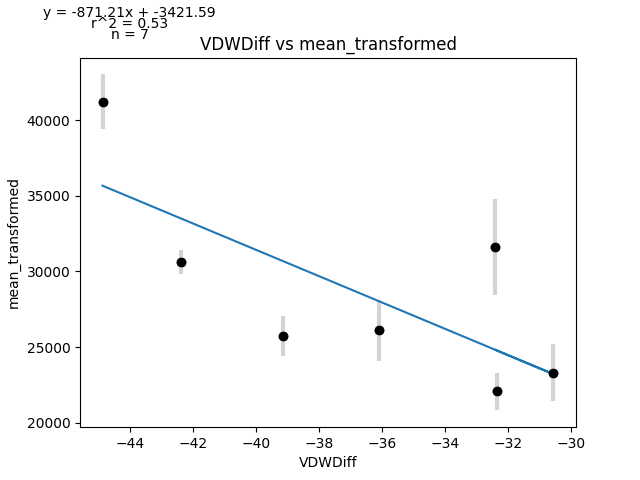 y = -871.21x + -3421.59
r^2 = 0.53
n = 7
VDWDiff vs mean_transformed
40000
35000
30000
25000
20000
mean_transformed
−44 −42 −40 −38 −36 −34 −32 −30
VDWDiff